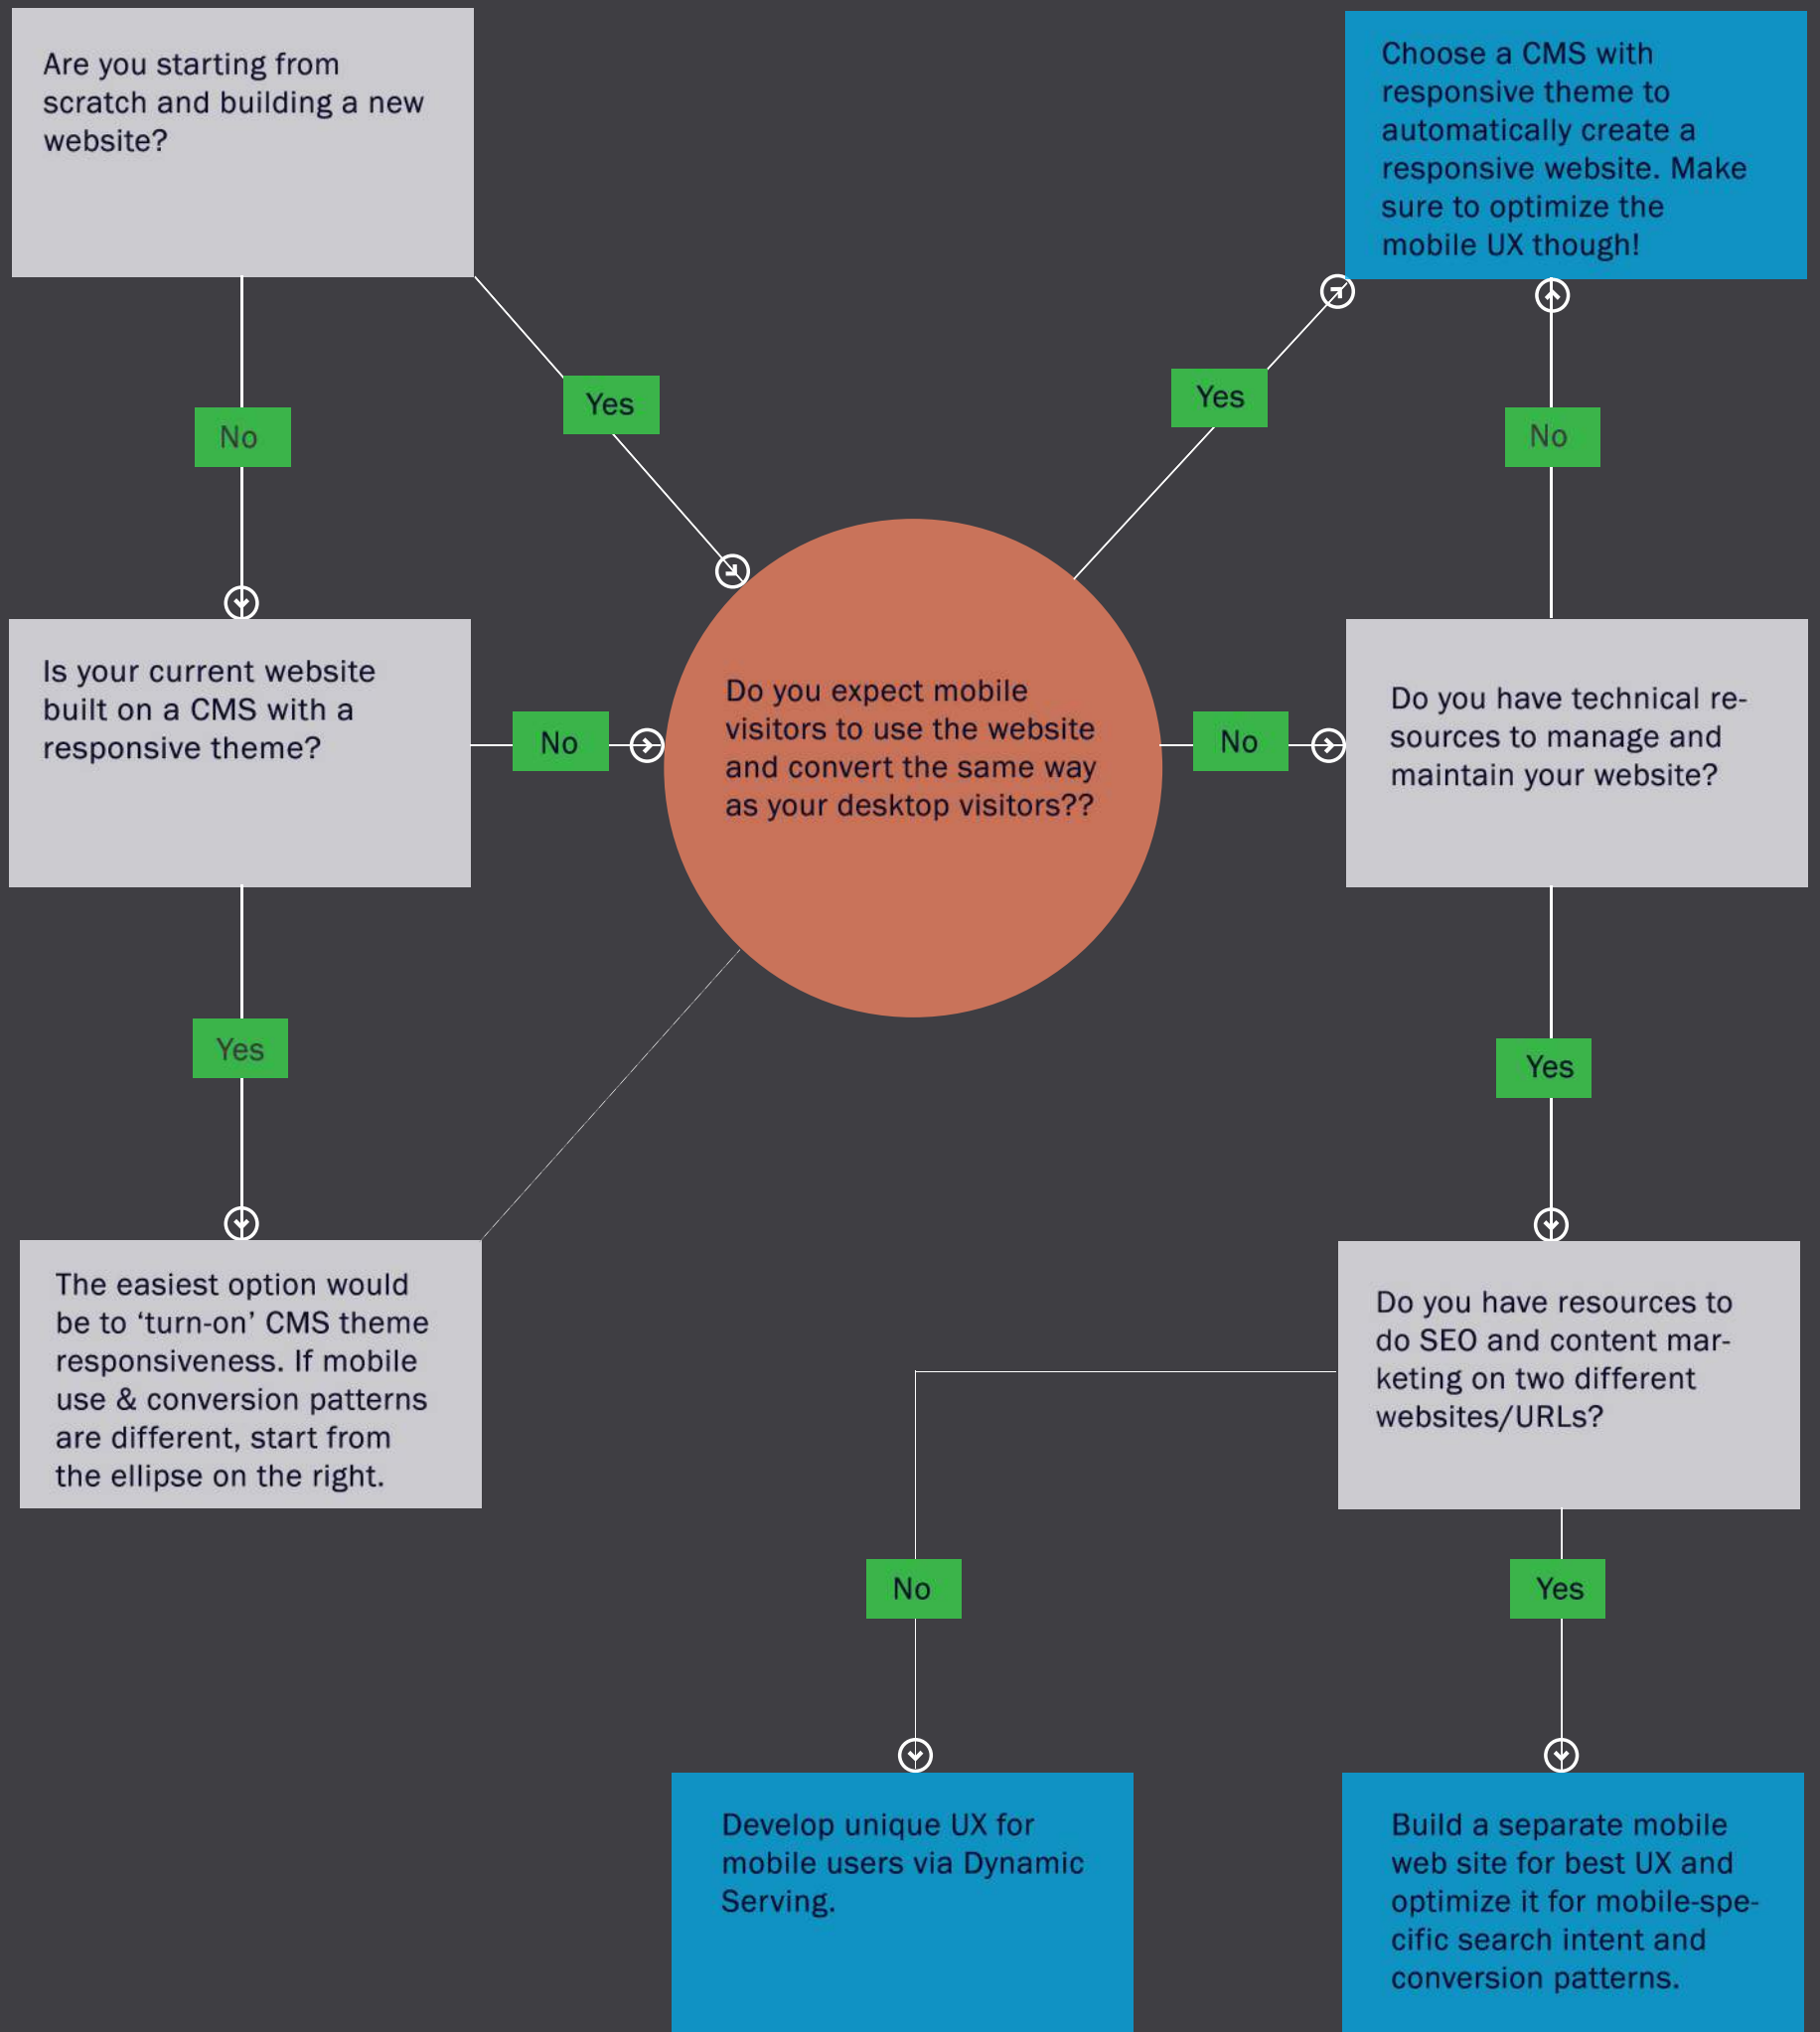 Are you starting from
scratch and building a new
website?
Choose a CMS with
responsive theme to
automatically create a
responsive website. Make
sure to optimize the
mobile UX though!
No
Yes
Yes
No
Is your current website
built on a CMS with a
responsive theme?
No
Do you expect mobile
visitors to use the website
and convert the same way
as your desktop visitors??
No
Do you have technical re-
sources to manage and
maintain your website?
Yes
Yes
The easiest option would
be to ‘turn-on’ CMS theme
responsiveness. If mobile
use & conversion patterns
are different, start from
the ellipse on the right.
Do you have resources to
do SEO and content mar-
keting on two different
websites/URLs?
No
Yes
Develop unique UX for
mobile users via Dynamic
Serving.
Build a separate mobile
web site for best UX and
optimize it for mobile-spe-
cific search intent and
conversion patterns.